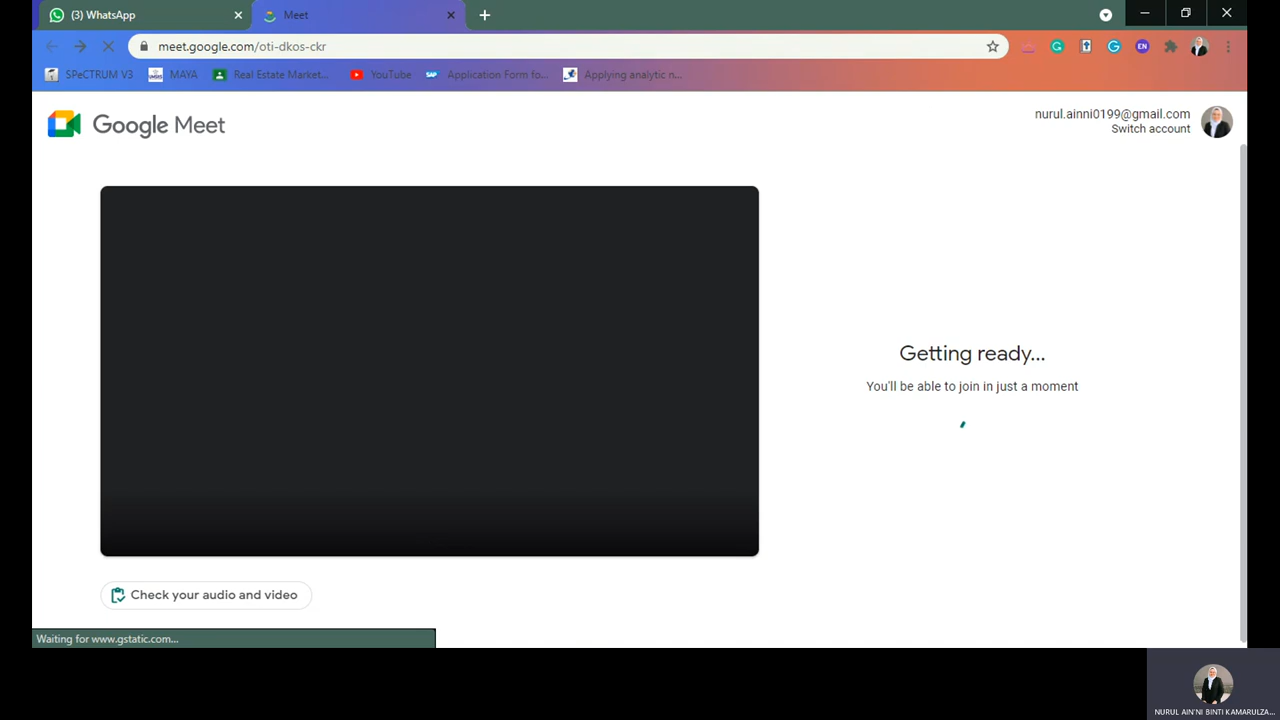 (3) WhatsApp
Meet
meet.google.com/oti-dkos-ckr
EN
SPeCTRUM V3
MAYA
Real Estate Market...
YouTube
SAP
Application Form fo...
Applying analytic n...
Google Meet
nurul.ainni0199@gmail.com
Switch account
Getting ready...
You'll be able to join in just a moment
Check your audio and video
Waiting for www.gstatic.com...
NURUL AIN'NI BINTI KAMARULZA...